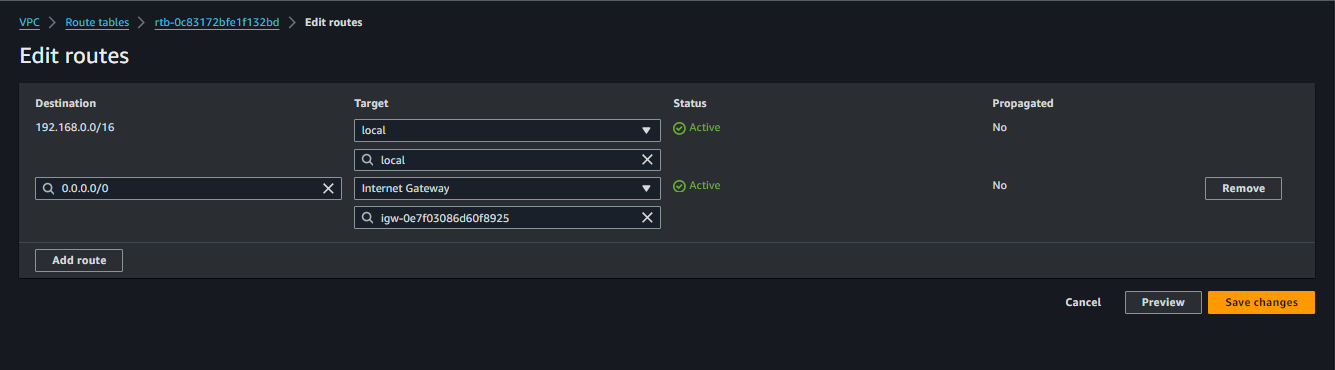 VPC > Route tables > rtb-0c83172bfe1f132bd > Edit routes
Edit routes
Destination Target Status Propagated
192.168.0.0/16 local Active No
local
0.0.0.0/0 Internet Gateway Active No Remove
igw-0e7f03086d60f8925
Add route
Cancel Preview Save changes